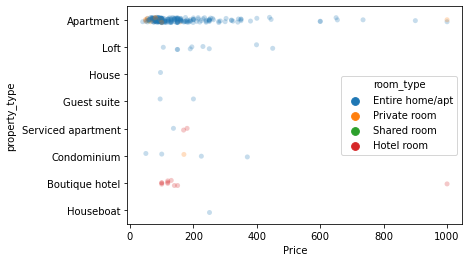 Apartment
Loft
House
Guest suite
Serviced apartment
Condominium
Boutique hotel
Houseboat
property_type
room_type
Entire home/apt
Private room
Shared room
Hotel room
0 200 400 600 800 1000
Price